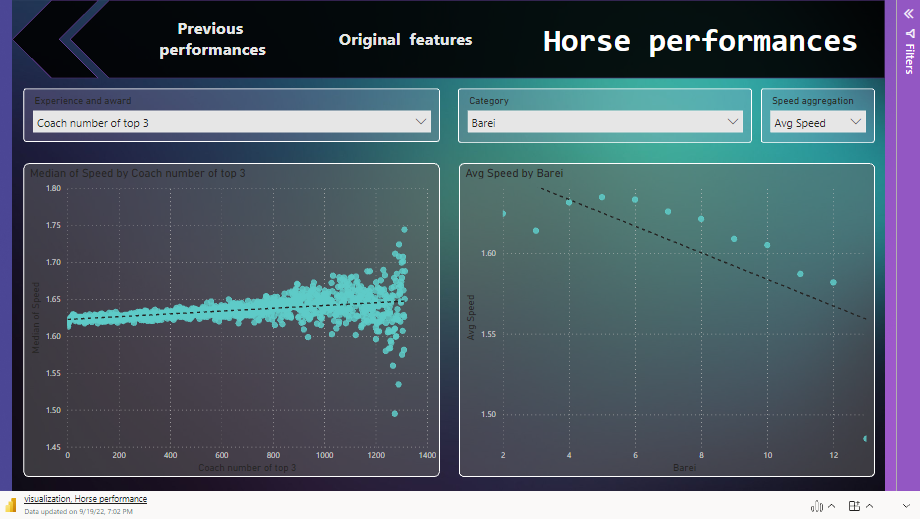 Previous
performances
Original features
Horse performances
Filters
Experience and award
Coach number of top 3
Category
Barei
Speed aggregation
Avg Speed
Median of Speed by Coach number of top 3
1.80
1.75
1.70
1.65
1.60
1.55
1.50
1.45
Median of Speed
0 200 400 600 800 1000 1200 1400
Coach number of top 3
Avg Speed by Barei
1.60
1.55
1.50
Avg Speed
2 4 6 8 10 12
Barei
visualization, Horse performance
Data updated on 9/19/22, 7:02 PM